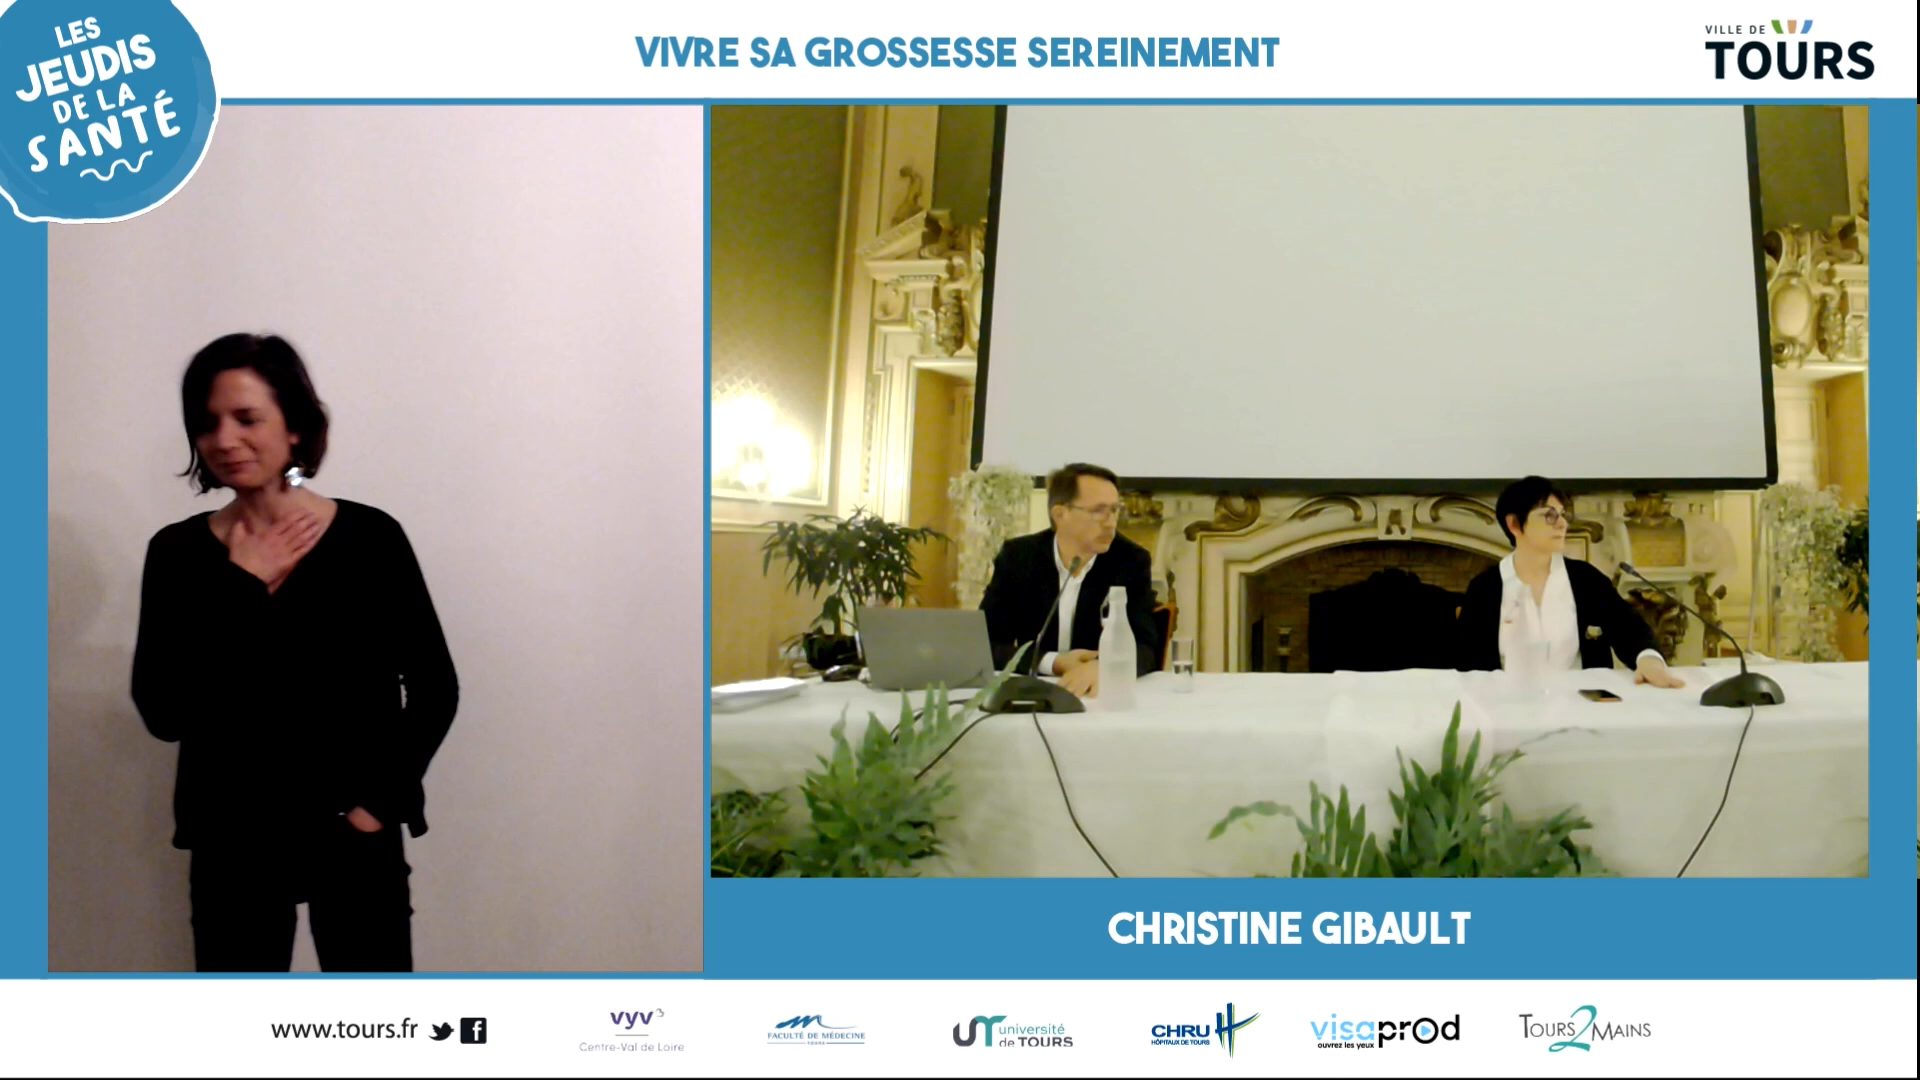 LES
JEUDIS
DE LA
SANTÉ
VIVRE SA GROSSESSE SEREINEMENT
VILLE DE
TOURS
CHRISTINE GIBAULT
www.tours.fr
vyv3
Centre-Val de Loire
FACULTÉ DE MÉDECINE
TOURS
université
de TOURS
CHRU
HÔPITAUX DE TOURS
visaprod
ouvrez les yeux
TOURS 2 MAINS